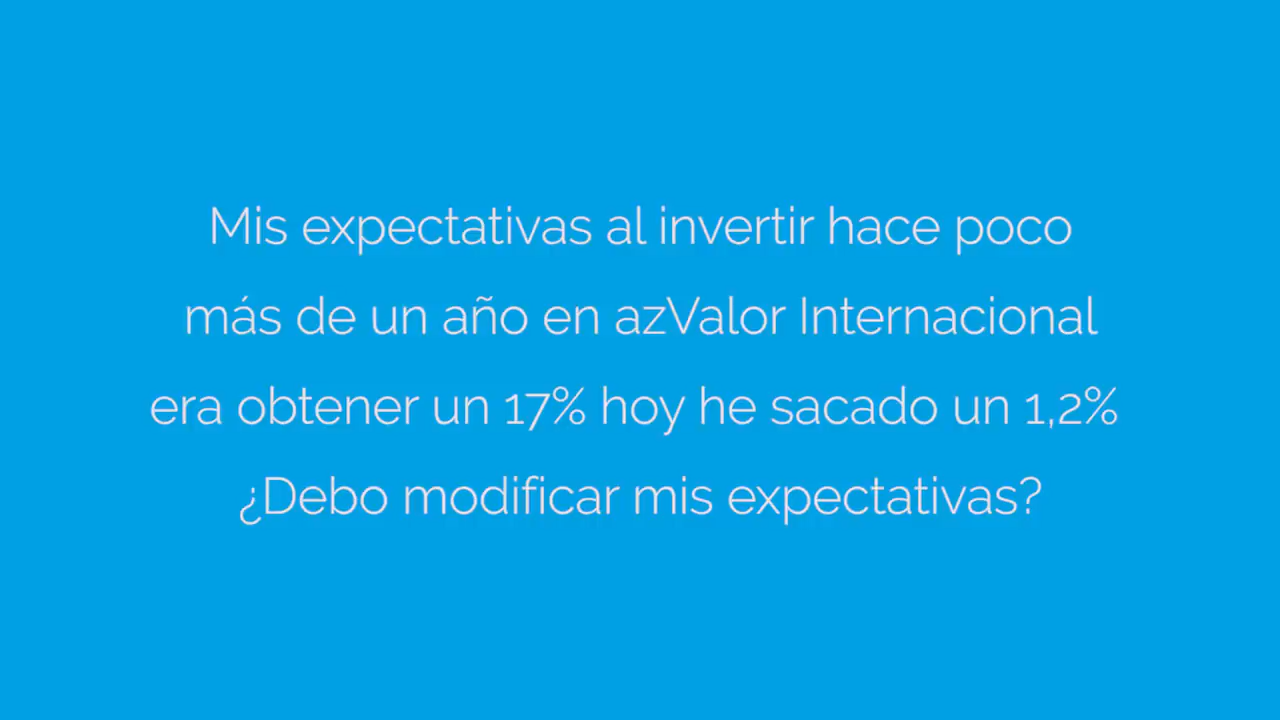 Mis expectativas al invertir hace poco
más de un año en azValor Internacional
era obtener un 17% hoy he sacado un 1,2%
¿Debo modificar mis expectativas?